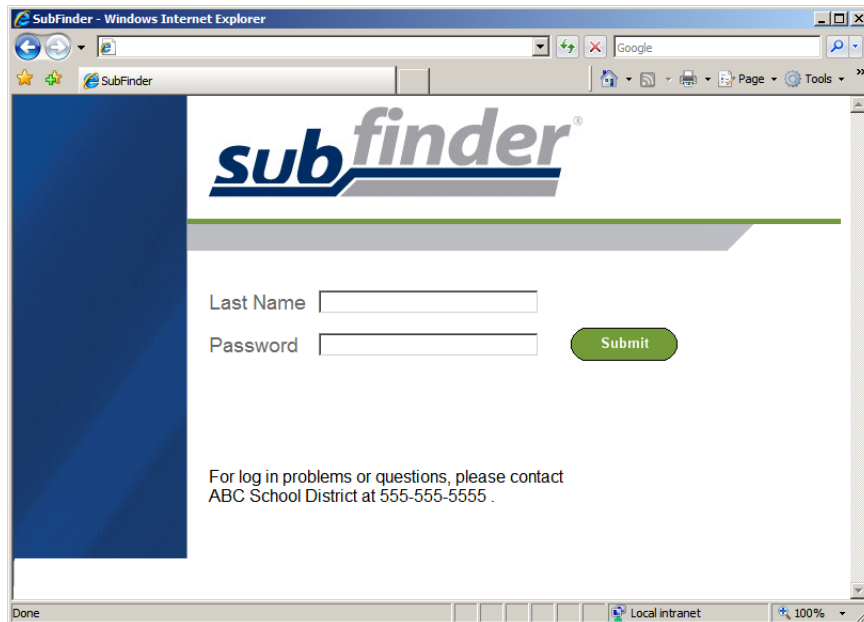 SubFinder - Windows Internet Explorer
Google
SubFinder
Page
Tools
»
subfinder®
Last Name
Password
Submit
For log in problems or questions, please contact
ABC School District at 555-555-5555 .
Done
Local intranet
100%